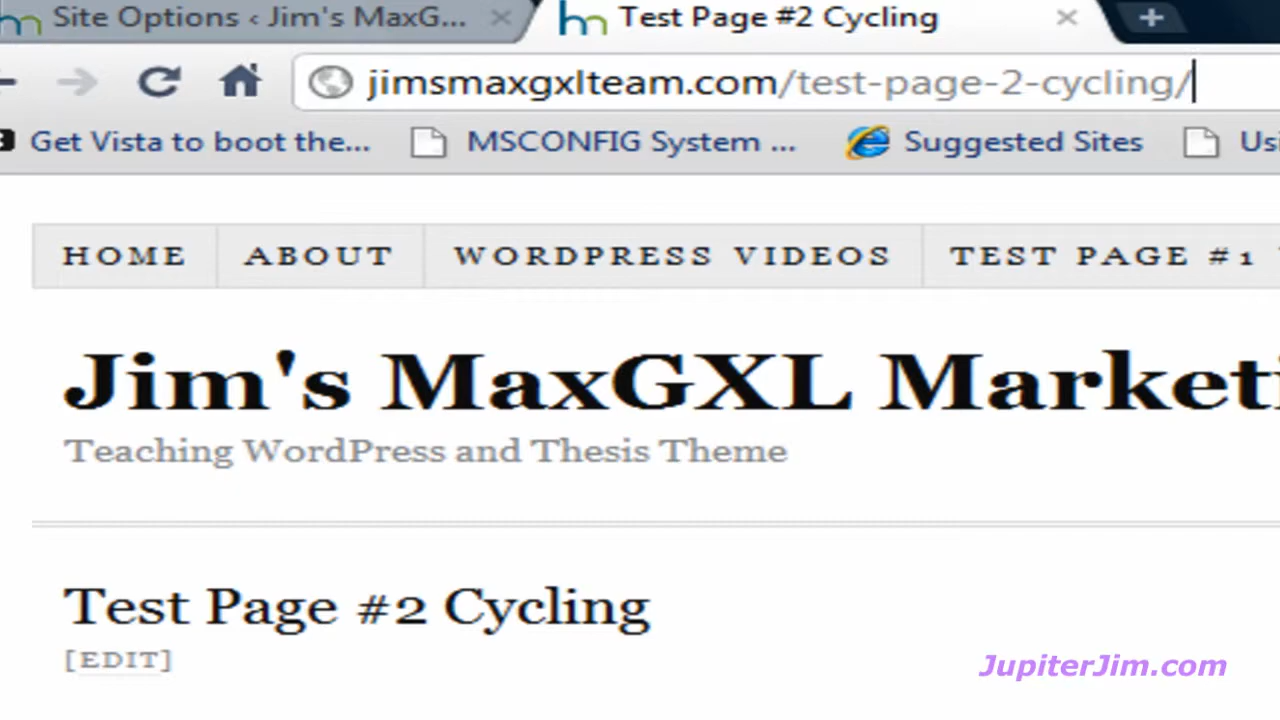 Site Options ‹ Jim's MaxG...
Test Page #2 Cycling
jimsmaxgxlteam.com/test-page-2-cycling/
Get Vista to boot the... MSCONFIG System ... Suggested Sites
HOME ABOUT WORDPRESS VIDEOS TEST PAGE #1
Jim's MaxGXL Marketi
Teaching WordPress and Thesis Theme
Test Page #2 Cycling
[EDIT]
JupiterJim.com